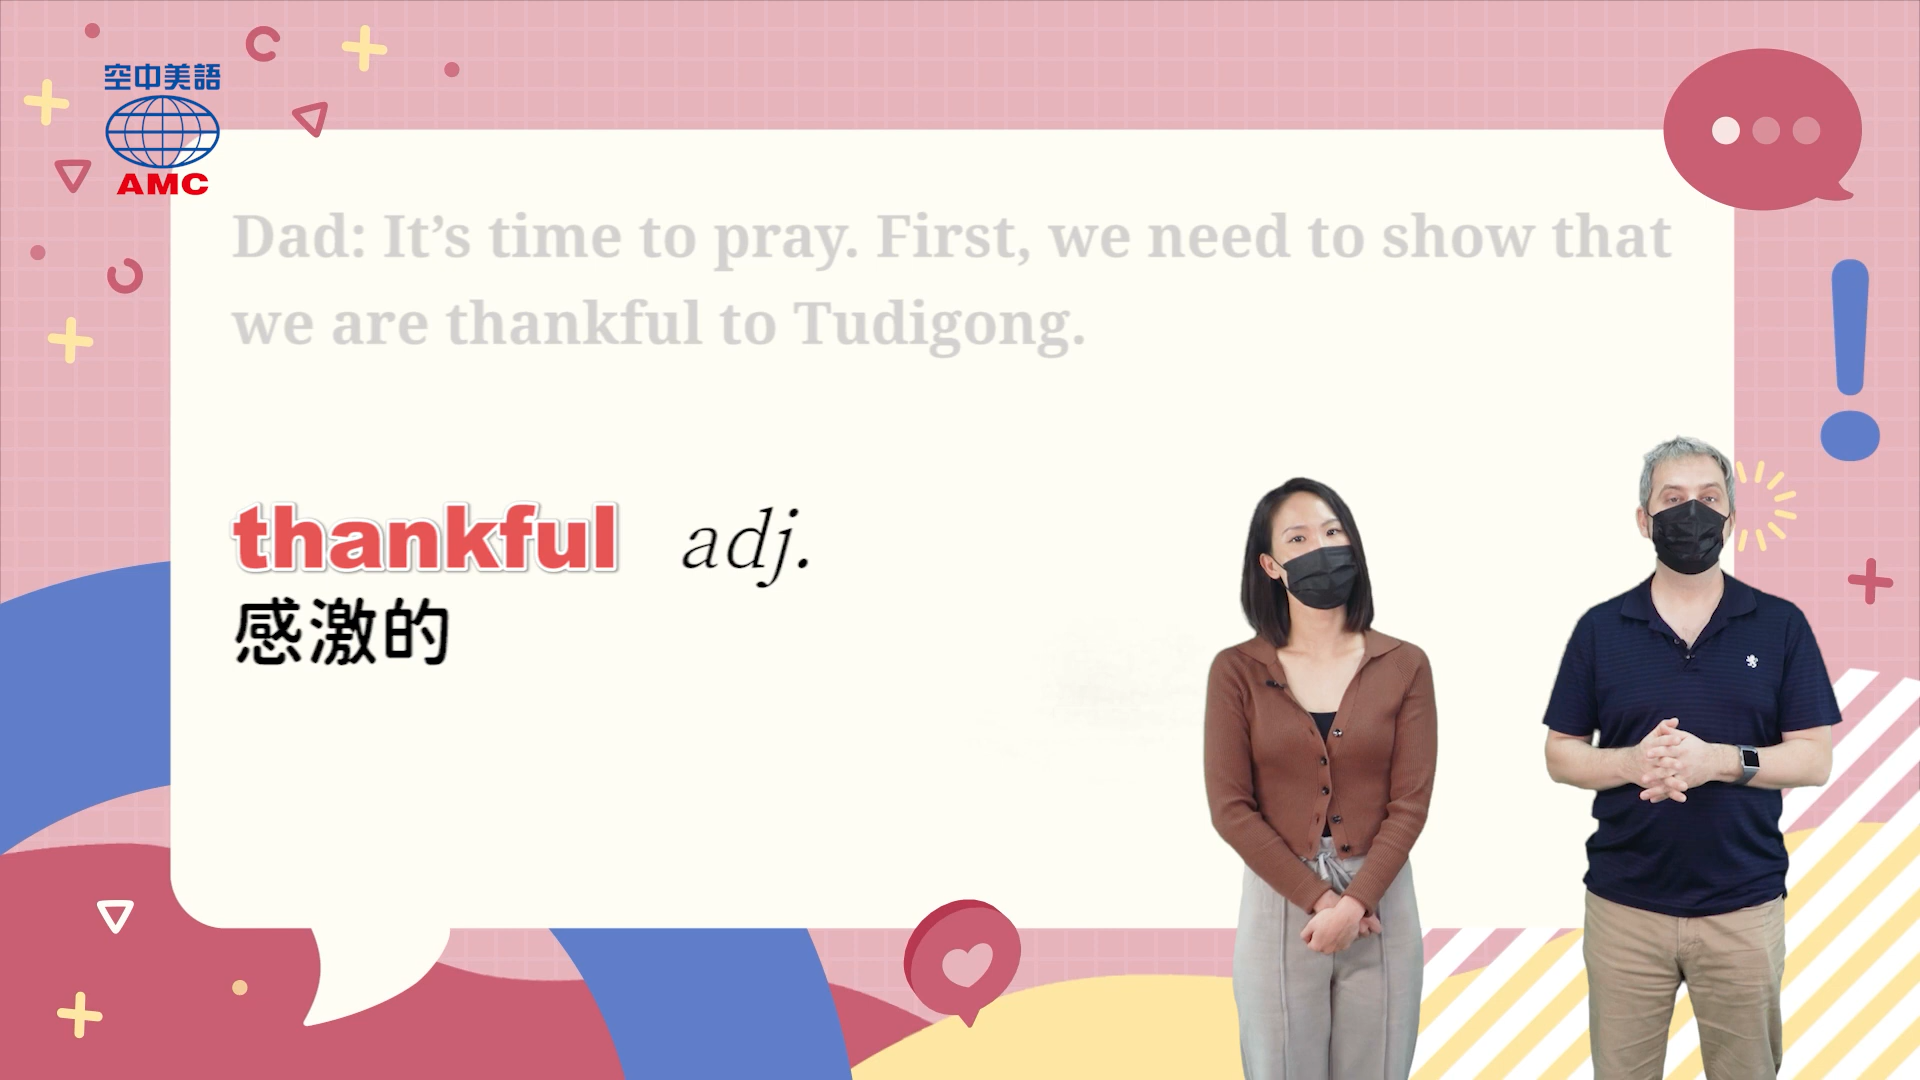 空中美語
AMC
Dad: It’s time to pray. First, we need to show that
we are thankful to Tudigong.
thankful adj.
感激的